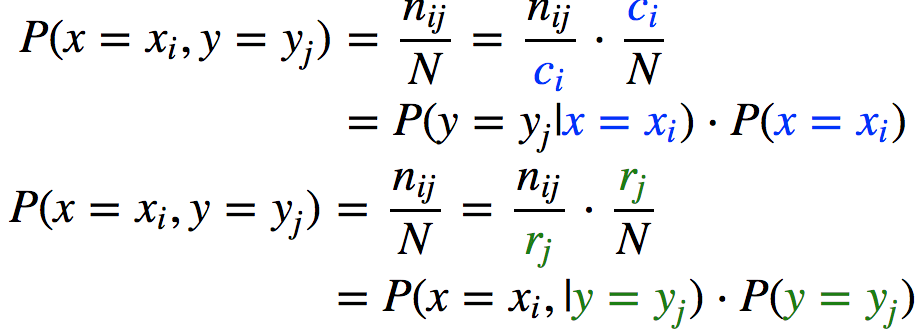 P(x = x_i, y = y_j) = n_ij/N = n_ij/c_i · c_i/N
= P(y = y_j|x = x_i) · P(x = x_i)
P(x = x_i, y = y_j) = n_ij/N = n_ij/r_j · r_j/N
= P(x = x_i, |y = y_j) · P(y = y_j)